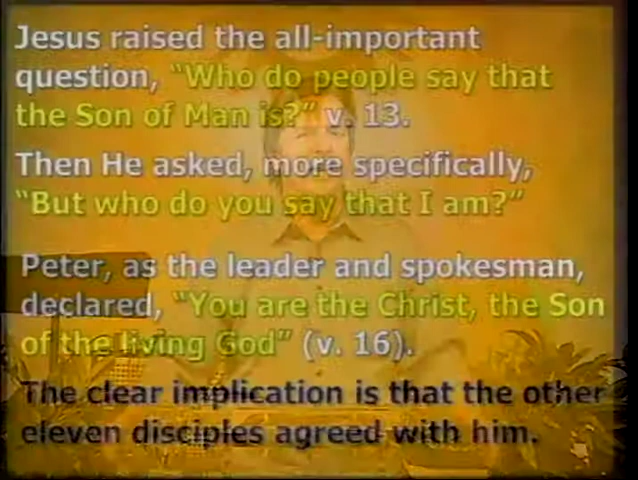 Jesus raised the all-important
question, “Who do people say that
the Son of Man is?” v. 13.
Then He asked, more specifically,
“But who do you say that I am?”
Peter, as the leader and spokesman,
declared, “You are the Christ, the Son
of the living God” (v. 16).
The clear implication is that the other
eleven disciples agreed with him.